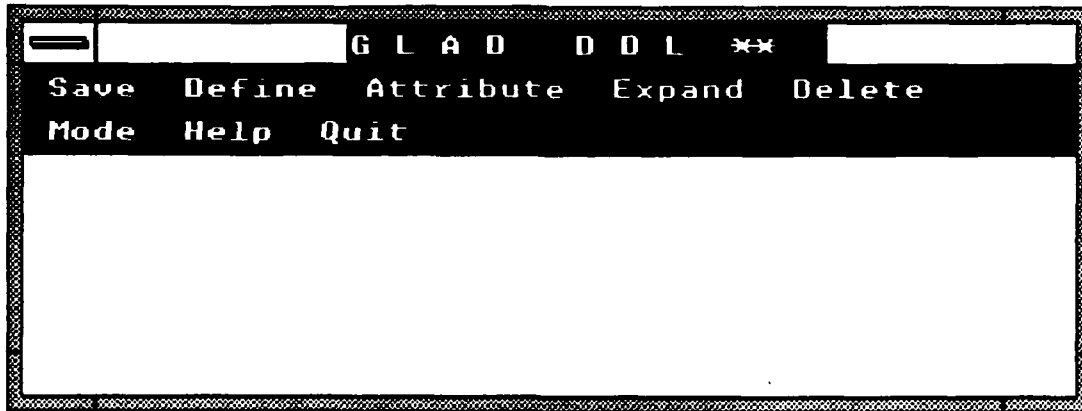 G L A D   D D L **
Save Define Attribute Expand Delete
Mode Help Quit